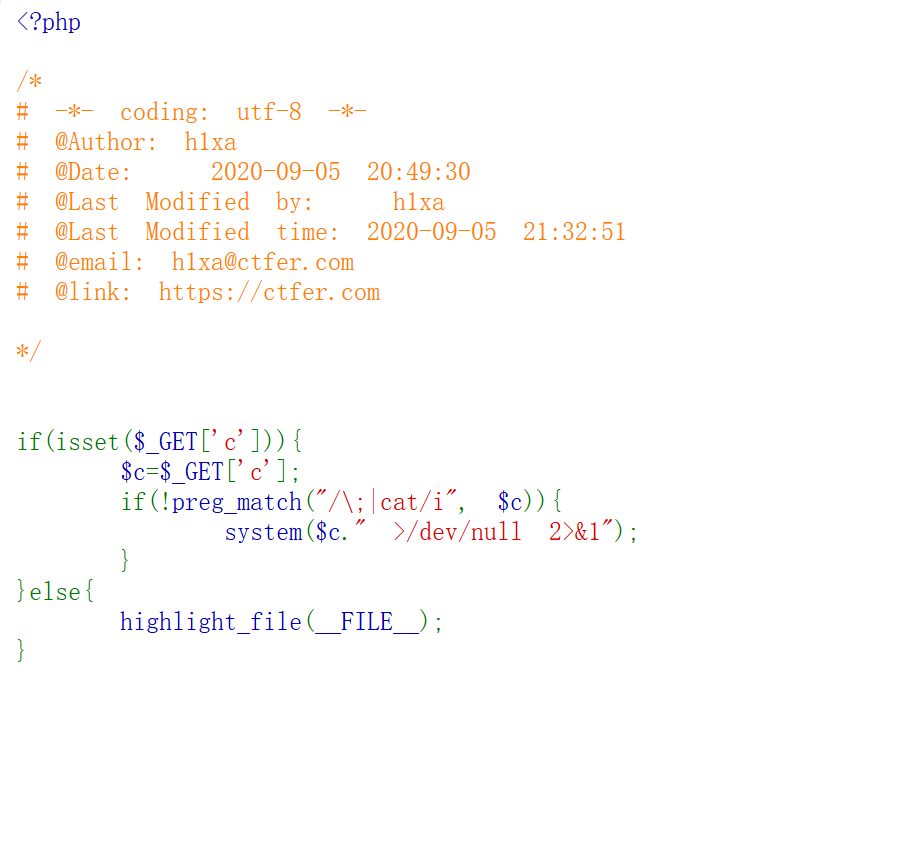 <?php
/*
# -*- coding: utf-8 -*-
# @Author: h1xa
# @Date: 2020-09-05 20:49:30
# @Last Modified by: h1xa
# @Last Modified time: 2020-09-05 21:32:51
# @email: h1xa@ctfer.com
# @link: https://ctfer.com
*/
if(isset($_GET['c'])){
$c=$_GET['c'];
if(!preg_match("/\;|cat/i", $c)){
system($c." >/dev/null 2>&1");
}
}else{
highlight_file(__FILE__);
}